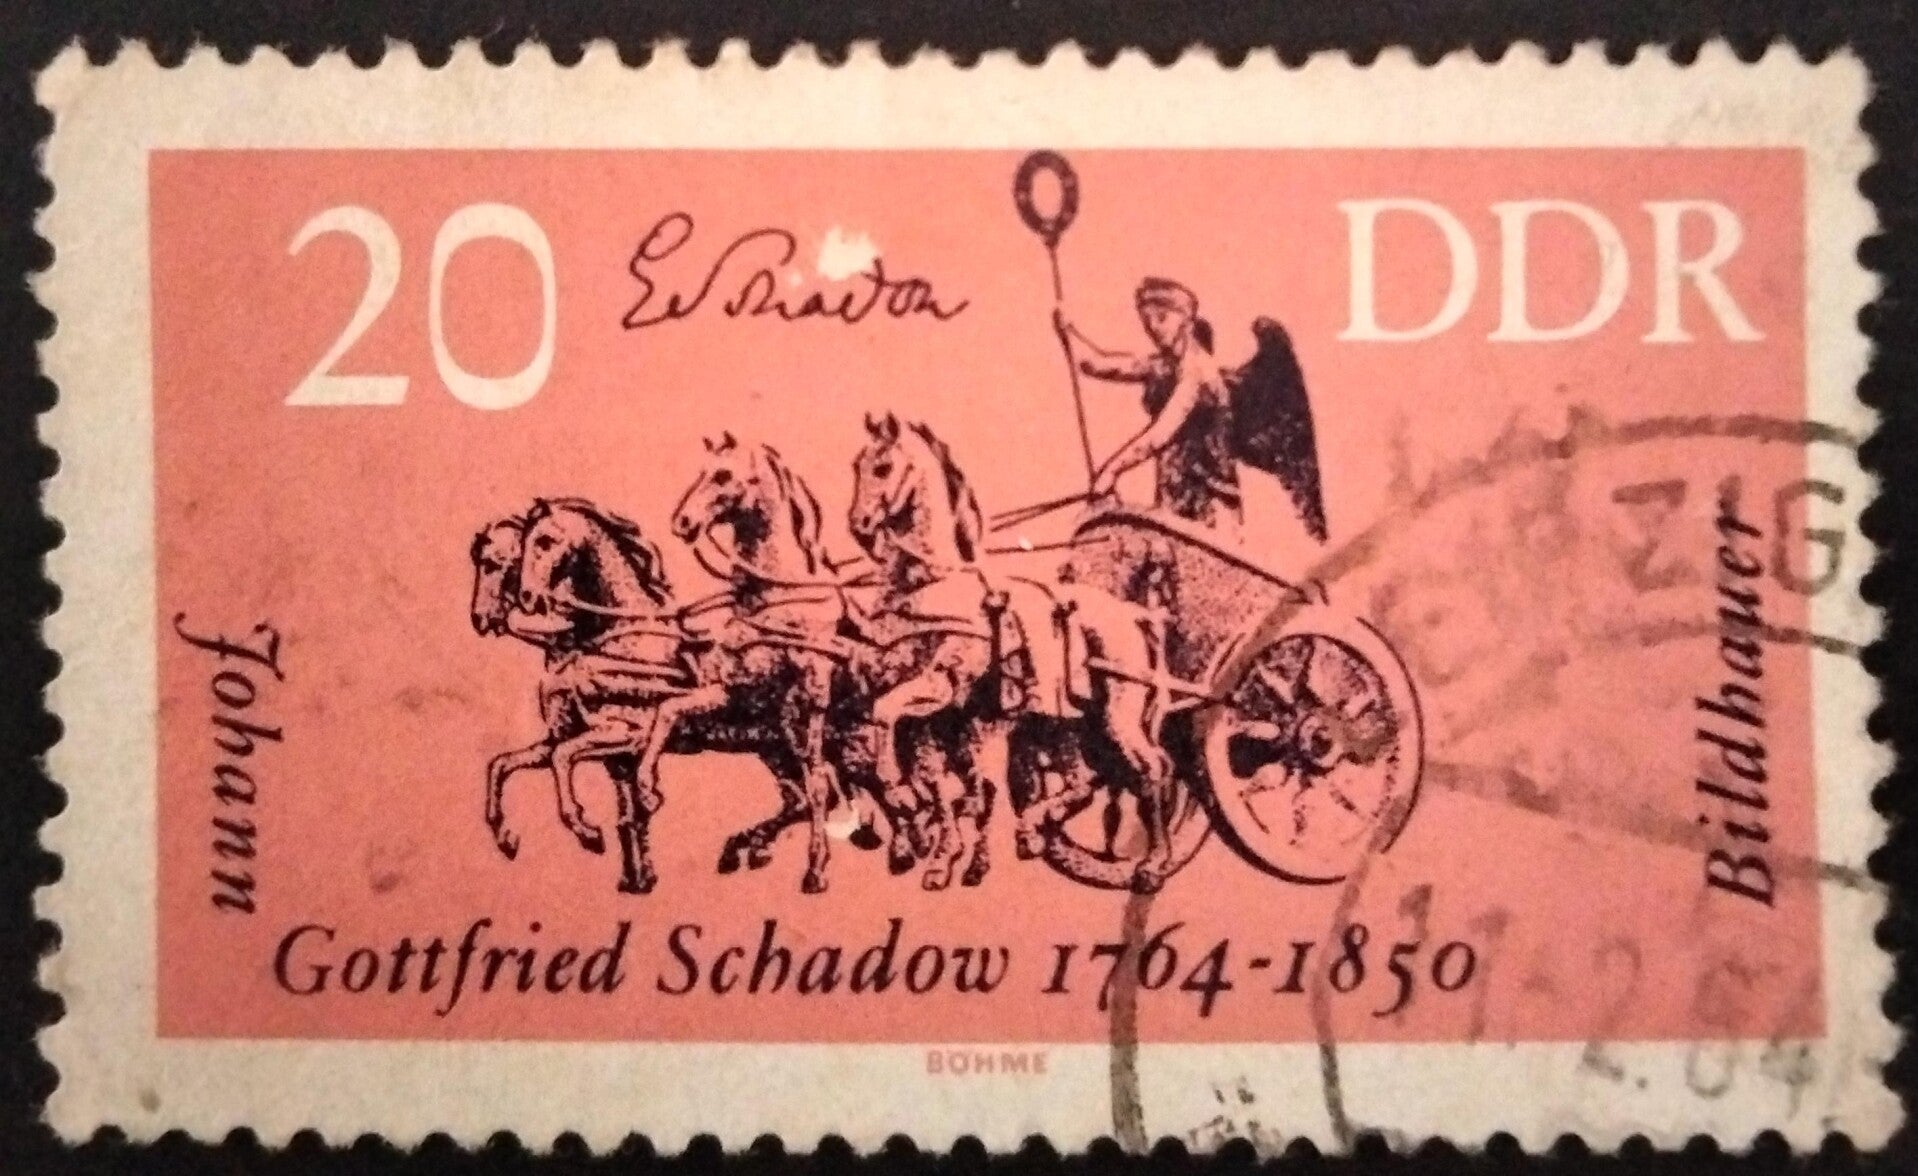 20
DDR
Johann
Gottfried Schadow 1764-1850
Bildhauer
BÖHME